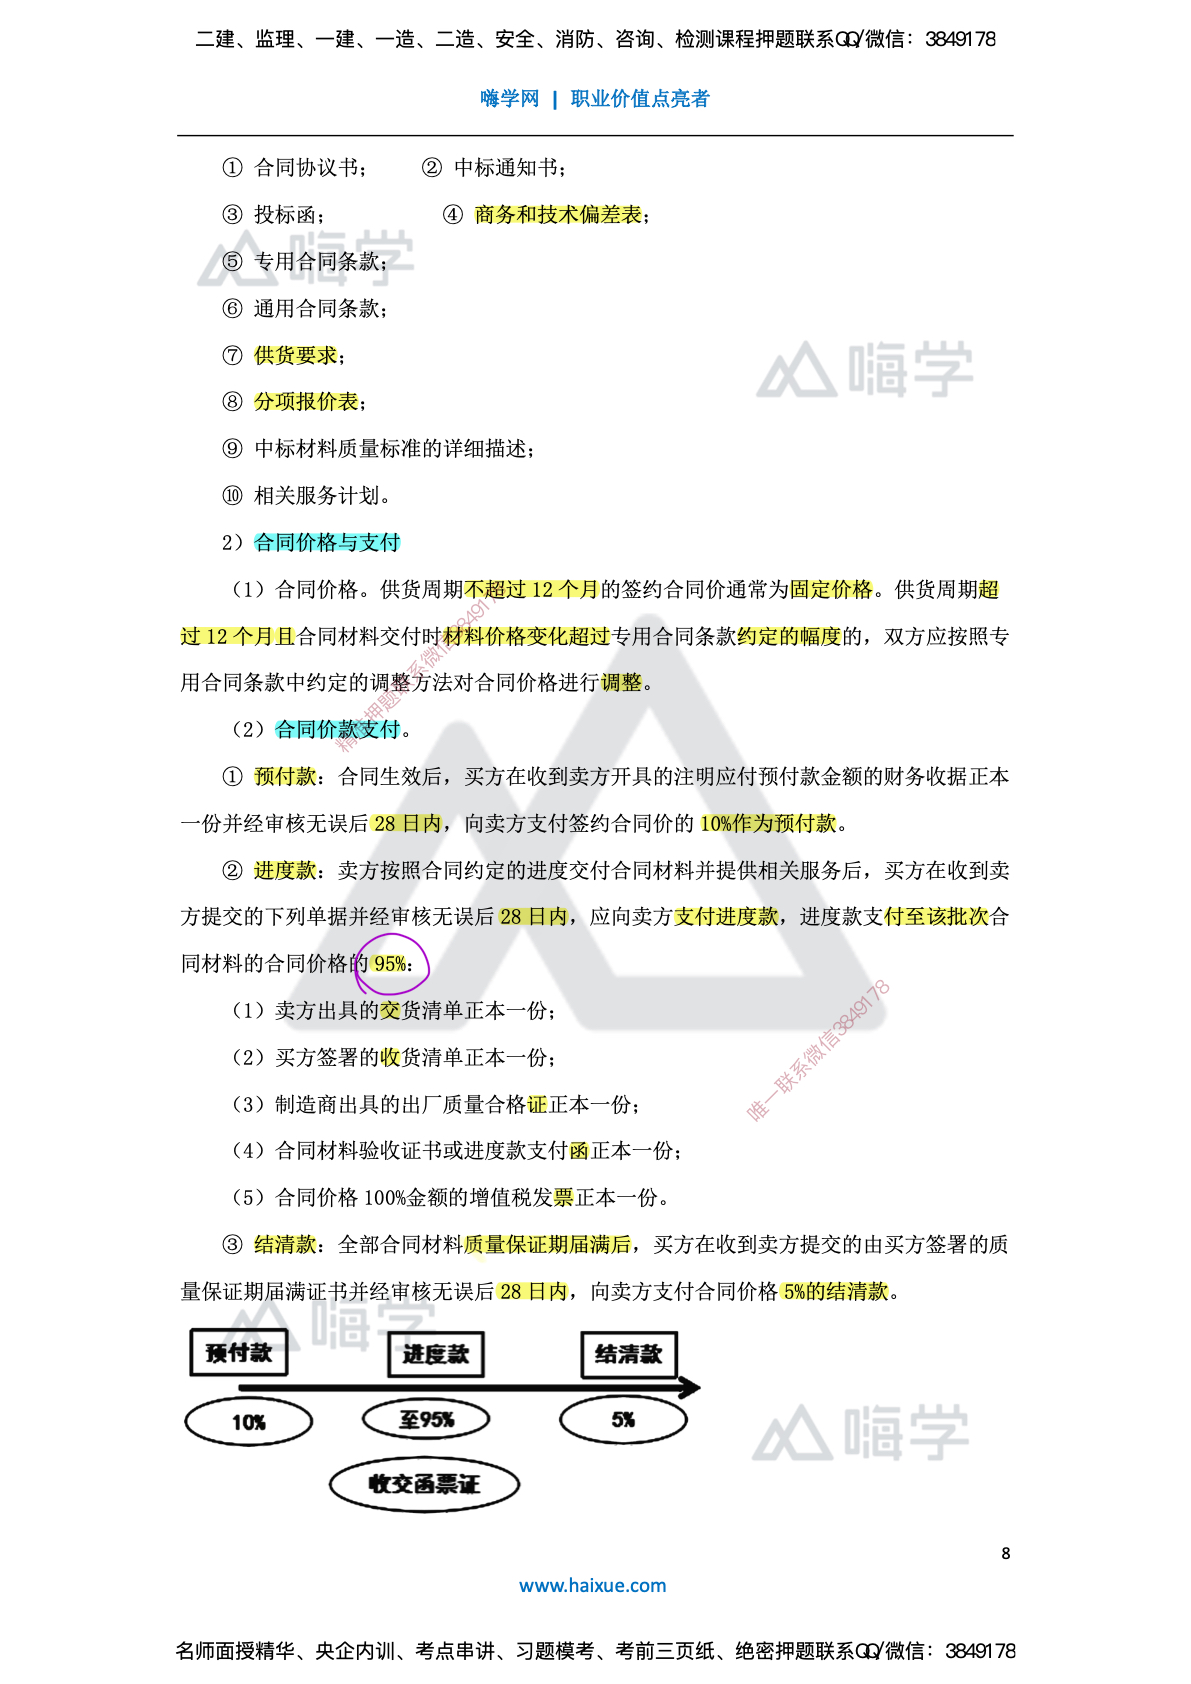 二建、监理、一建、一造、二造、安全、消防、咨询、检测课程押题联系QQ/微信：3849178
嗨学网 | 职业价值点亮者
① 合同协议书； ② 中标通知书；
③ 投标函； ④ 商务和技术偏差表；
嗨学
⑤ 专用合同条款；
⑥ 通用合同条款；
⑦ 供货要求；
嗨学
⑧ 分项报价表；
⑨ 中标材料质量标准的详细描述；
⑩ 相关服务计划。
2）合同价格与支付
（1）合同价格。供货周期不超过 12 个月的签约合同价通常为固定价格。供货周期超
过 12 个月且合同材料交付时材料价格变化超过专用合同条款约定的幅度的，双方应按照专
用合同条款中约定的调整方法对合同价格进行调整。
精准押题联系微信3849178
（2）合同价款支付。
① 预付款：合同生效后，买方在收到卖方开具的注明应付预付款金额的财务收据正本
一份并经审核无误后 28 日内，向卖方支付签约合同价的 10%作为预付款。
② 进度款：卖方按照合同约定的进度交付合同材料并提供相关服务后，买方在收到卖
方提交的下列单据并经审核无误后 28 日内，应向卖方支付进度款，进度款支付至该批次合
同材料的合同价格的 95%：
（1）卖方出具的交货清单正本一份；
（2）买方签署的收货清单正本一份；
唯一联系微信3849178
（3）制造商出具的出厂质量合格证正本一份；
（4）合同材料验收证书或进度款支付函正本一份；
（5）合同价格 100%金额的增值税发票正本一份。
③ 结清款：全部合同材料质量保证期届满后，买方在收到卖方提交的由买方签署的质
量保证期届满证书并经审核无误后 28 日内，向卖方支付合同价格 5%的结清款。
嗨学
预付款 进度款 结清款
10% 至95% 5%
嗨学
收交函票证
8
www.haixue.com
名师面授精华、央企内训、考点串讲、习题模考、考前三页纸、绝密押题联系QQ/微信：3849178